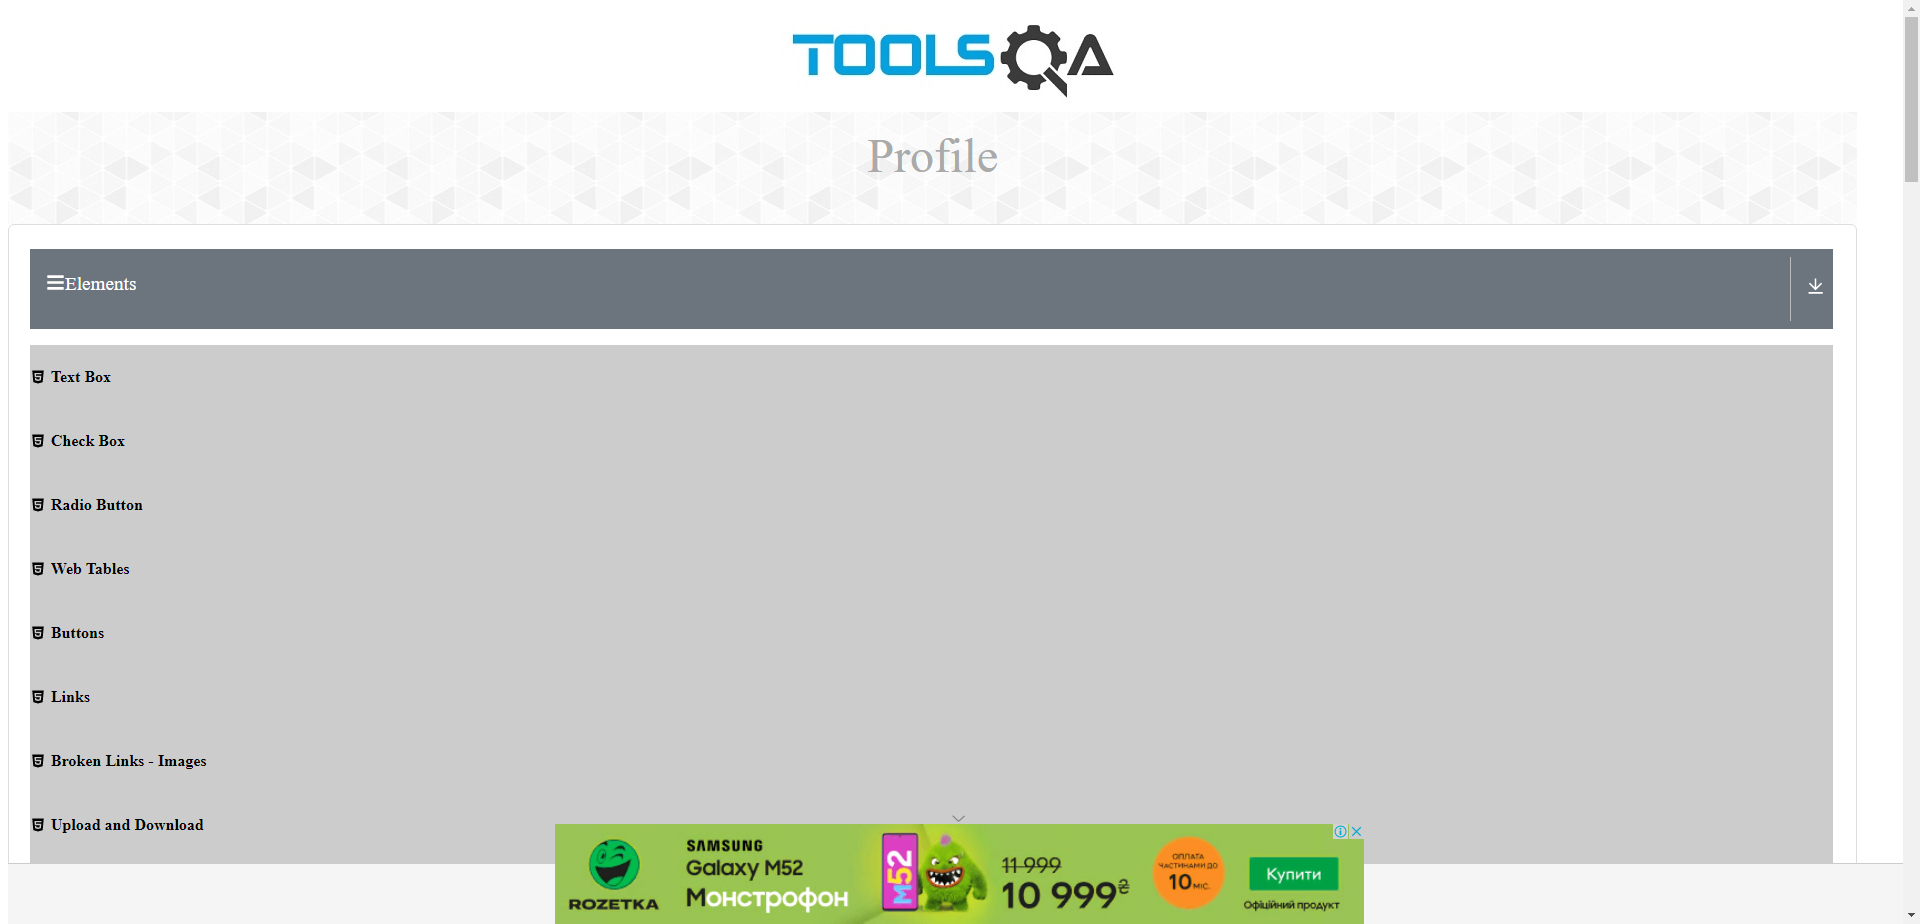 TOOLSQA
Profile
Elements
Text Box
Check Box
Radio Button
Web Tables
Buttons
Links
Broken Links - Images
Upload and Download
ROZETKA
SAMSUNG
Galaxy M52
Монстрофон
M52
11 999
10 999₴
ОПЛАТА
ЧАСТИНАМИ ДО
10 МІС.
Купити
Офіційний продукт